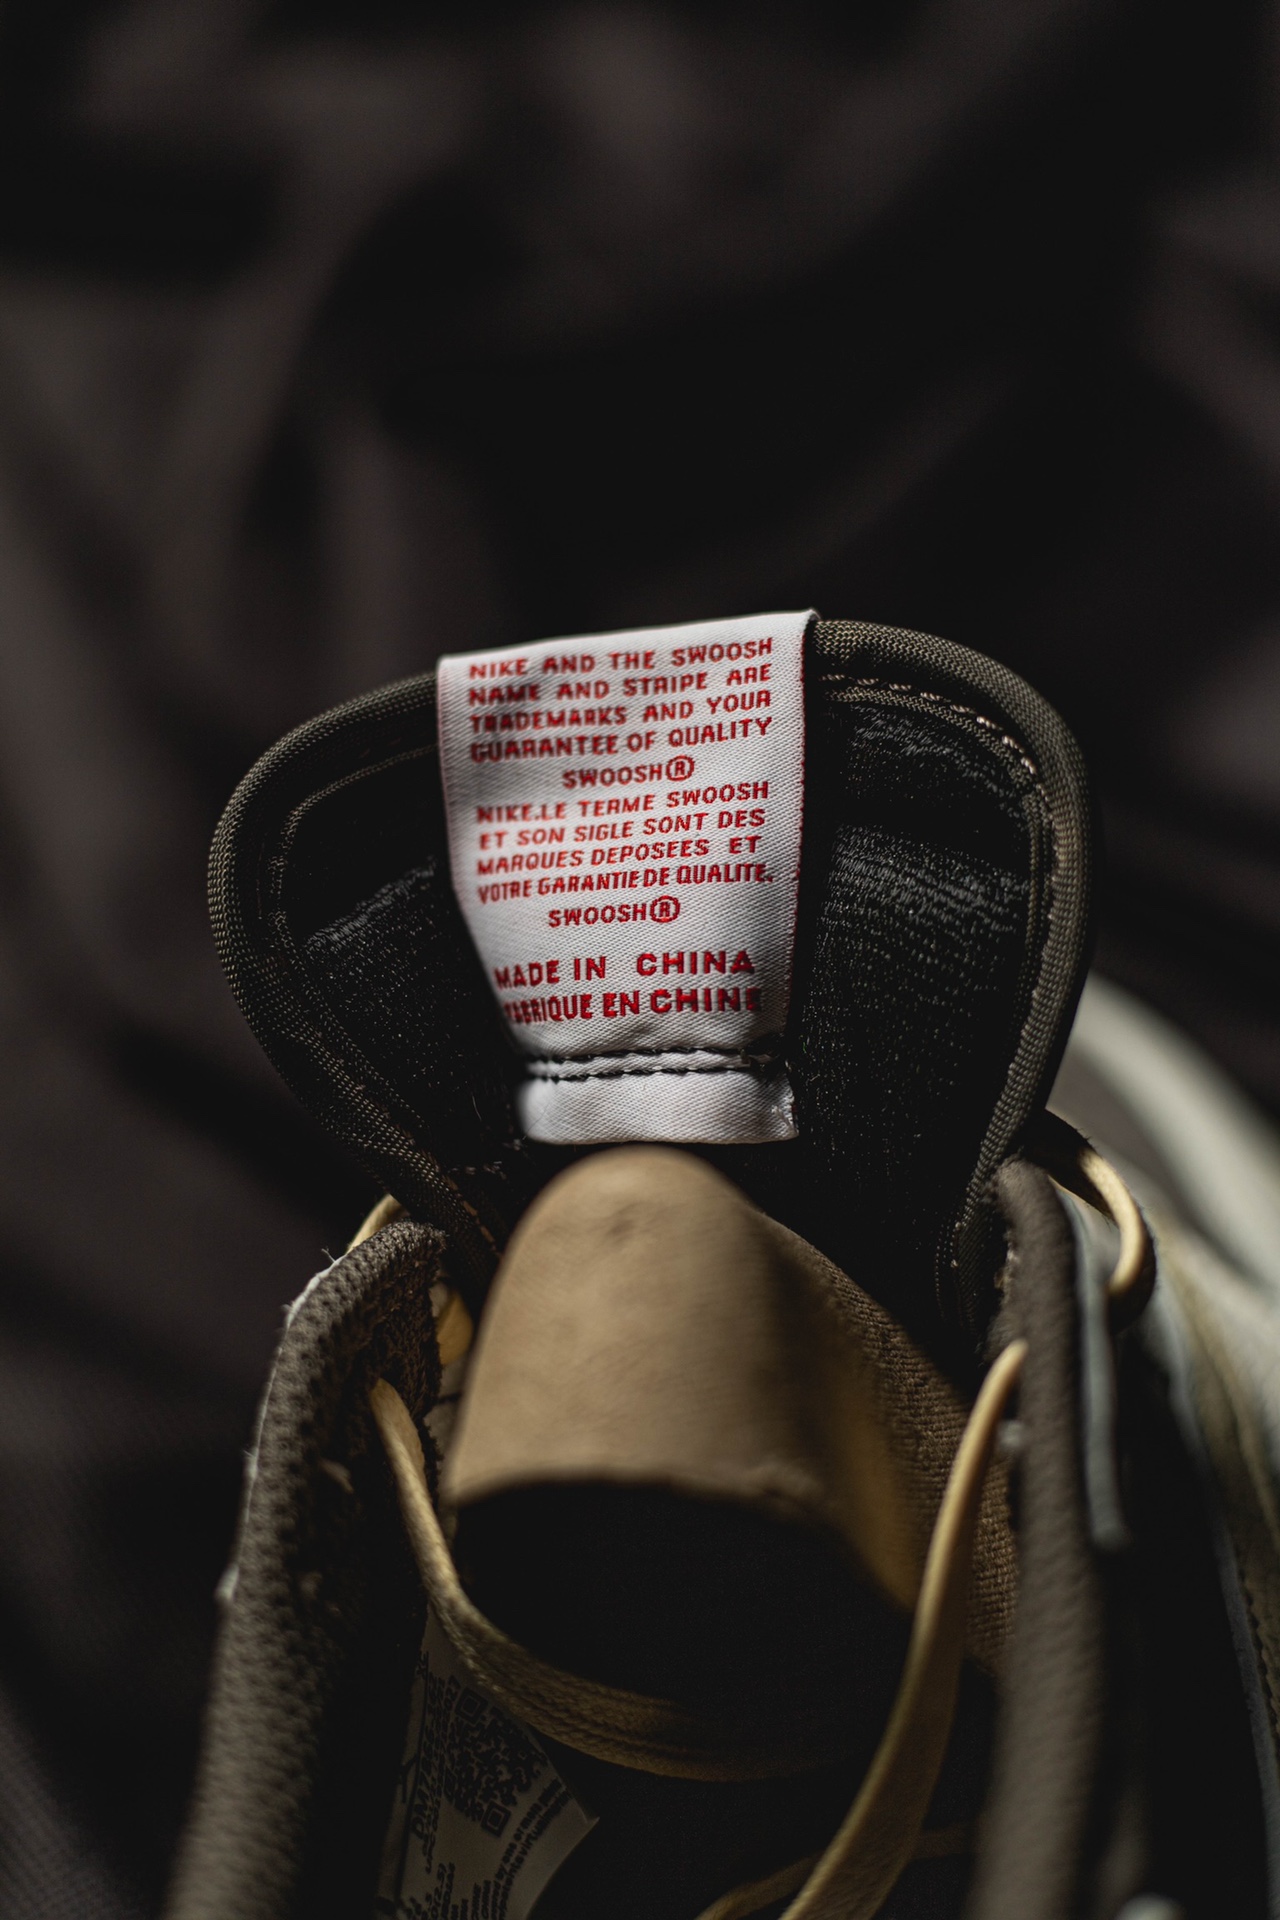 NIKE AND THE SWOOSH
NAME AND STRIPE ARE
TRADEMARKS AND YOUR
GUARANTEE OF QUALITY
SWOOSH®
NIKE.LE TERME SWOOSH
ET SON SIGLE SONT DES
MARQUES DEPOSEES ET
VOTRE GARANTIE DE QUALITE.
SWOOSH®
MADE IN CHINA
FABRIQUE EN CHINE